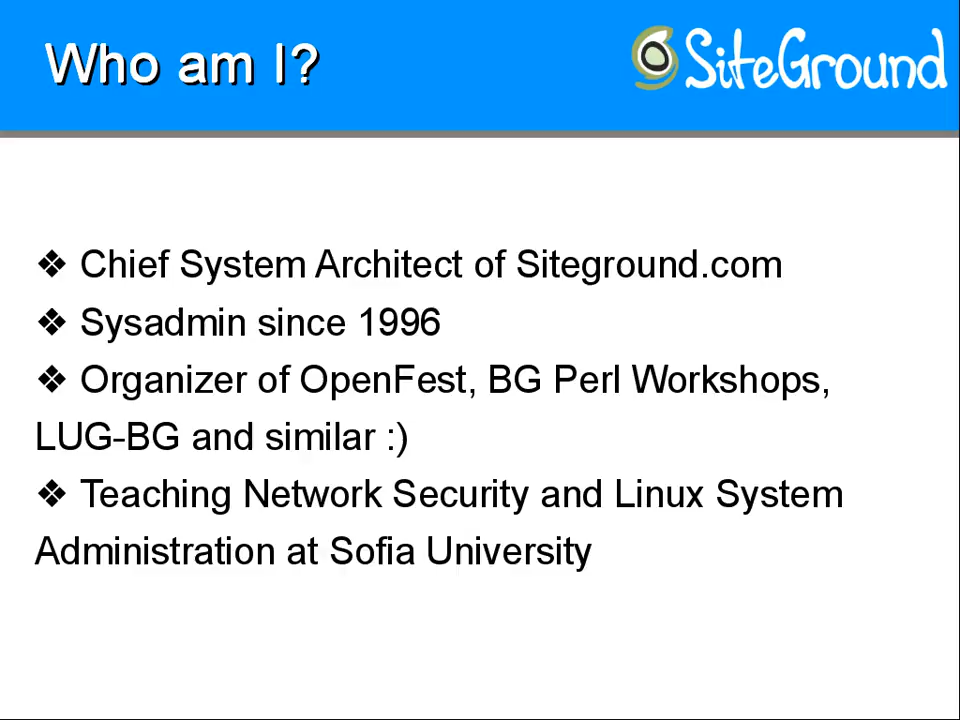 Who am I?
SiteGround
❖ Chief System Architect of Siteground.com
❖ Sysadmin since 1996
❖ Organizer of OpenFest, BG Perl Workshops,
LUG-BG and similar :)
❖ Teaching Network Security and Linux System
Administration at Sofia University